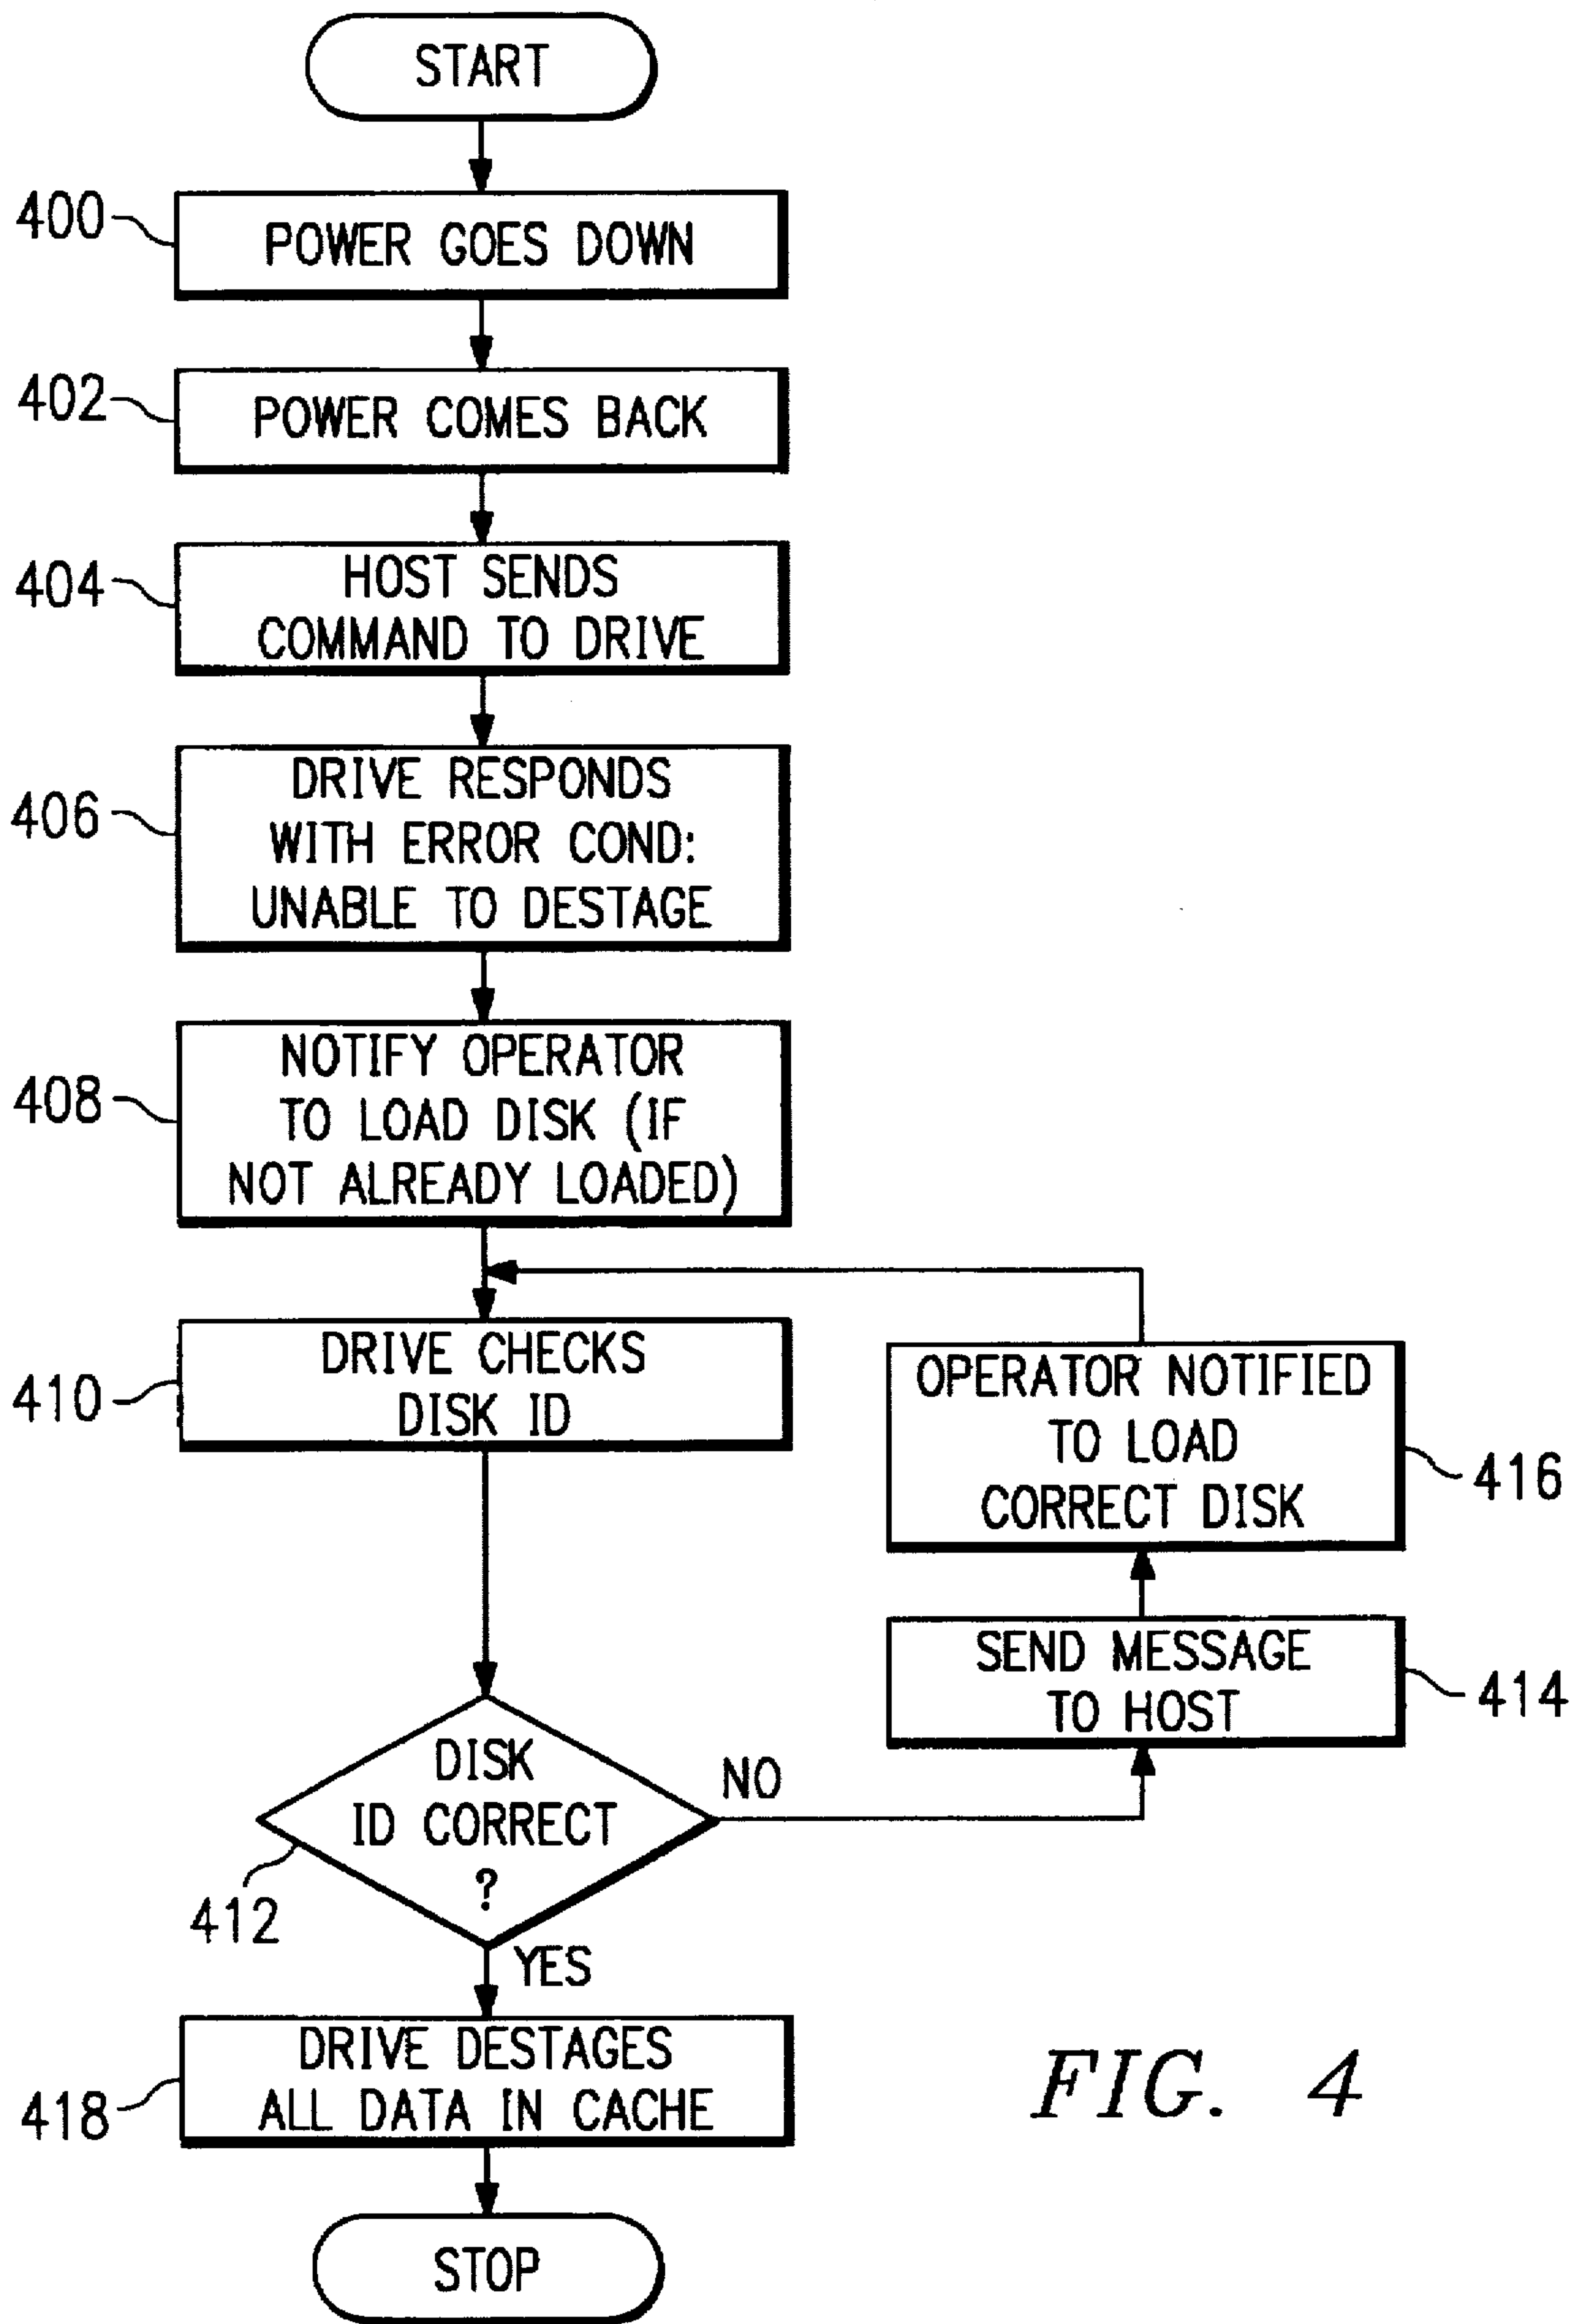 START
400
POWER GOES DOWN
402
POWER COMES BACK
404
HOST SENDS
COMMAND TO DRIVE
406
DRIVE RESPONDS
WITH ERROR COND:
UNABLE TO DESTAGE
408
NOTIFY OPERATOR
TO LOAD DISK (IF
NOT ALREADY LOADED)
410
DRIVE CHECKS
DISK ID
OPERATOR NOTIFIED
TO LOAD
CORRECT DISK
416
SEND MESSAGE
TO HOST
414
DISK
ID CORRECT
?
NO
412
YES
DRIVE DESTAGES
ALL DATA IN CACHE
418
FIG. 4
STOP